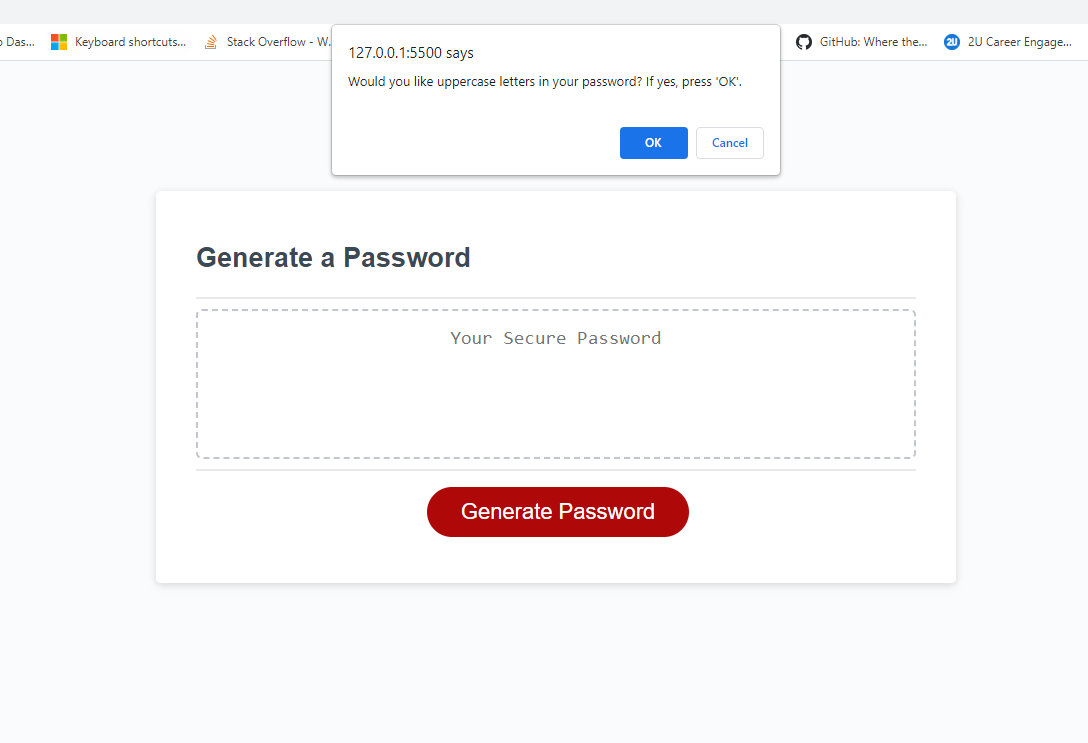 o Das... Keyboard shortcuts... Stack Overflow - W. GitHub: Where the... 2U 2U Career Engage...
127.0.0.1:5500 says
Would you like uppercase letters in your password? If yes, press 'OK'.
OK Cancel
Generate a Password
Your Secure Password
Generate Password